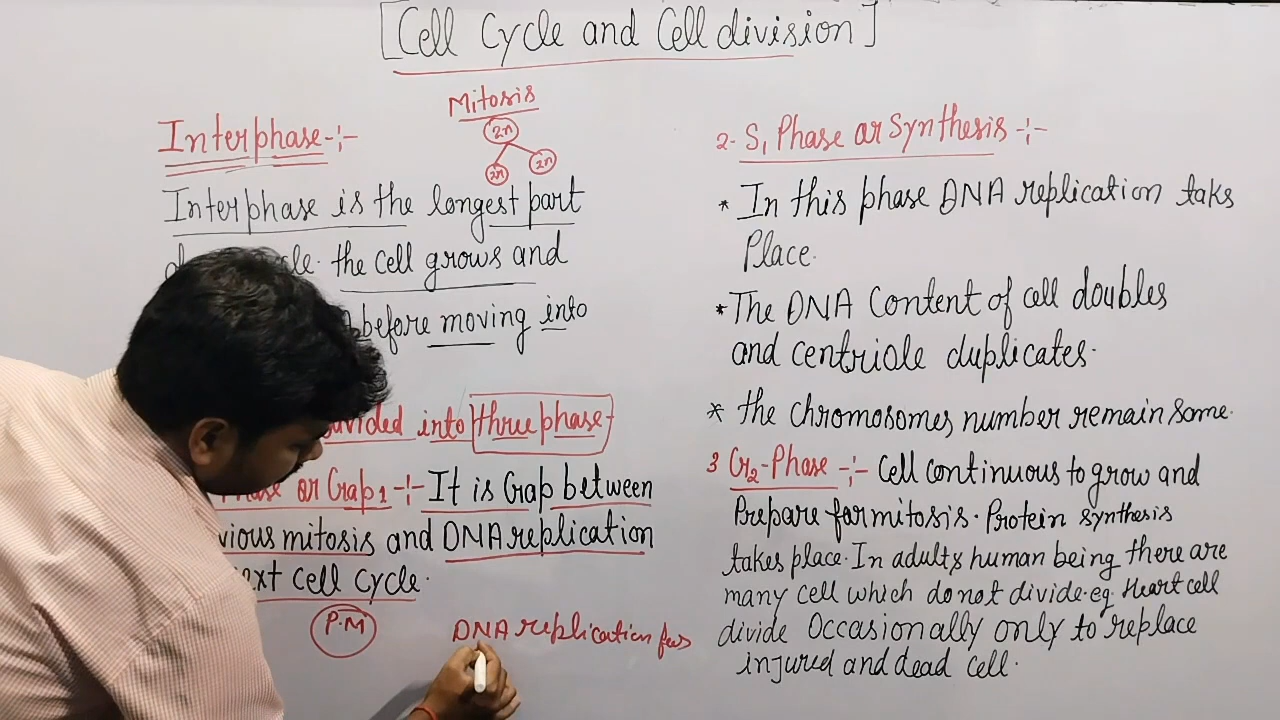 [Cell Cycle and Cell division]
Mitosis
2n
2n 2n
Interphase -:-
Interphase is the longest part
the cell grows and
before moving into
divided into three phase
Phase or Gap 1 -:- It is Gap between
mitosis and DNA replication
Cell Cycle.
P.M
DNA replication
2- S1 Phase or Synthesis -:-
* In this phase DNA replication taks
Place.
* The DNA Content of cell doubles
and centriole duplicates.
* the chromosomes number remain Same.
3 G2-Phase -:- Cell continuous to grow and
Prepare for mitosis. Protein synthesis
takes place. In adults human being there are
many cell which do not divide. eg. Heart cell
divide Occasionally only to replace
injured and dead cell.